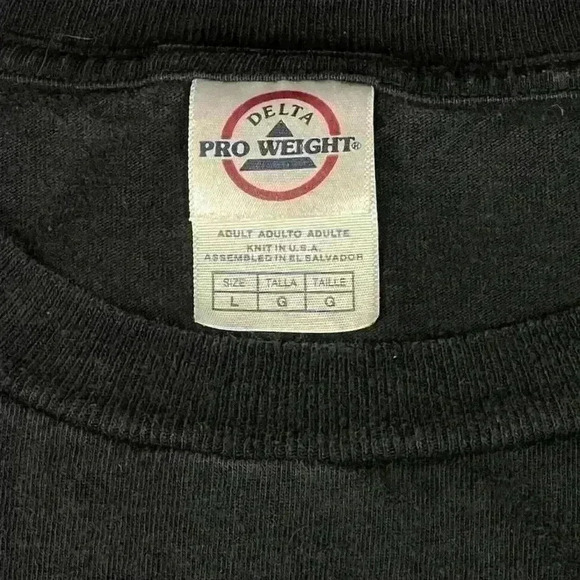 DELTA
PRO WEIGHT®
ADULT ADULTO ADULTE
KNIT IN U.S.A.
ASSEMBLED IN EL SALVADOR
SIZE TALLA TAILLE
L G G